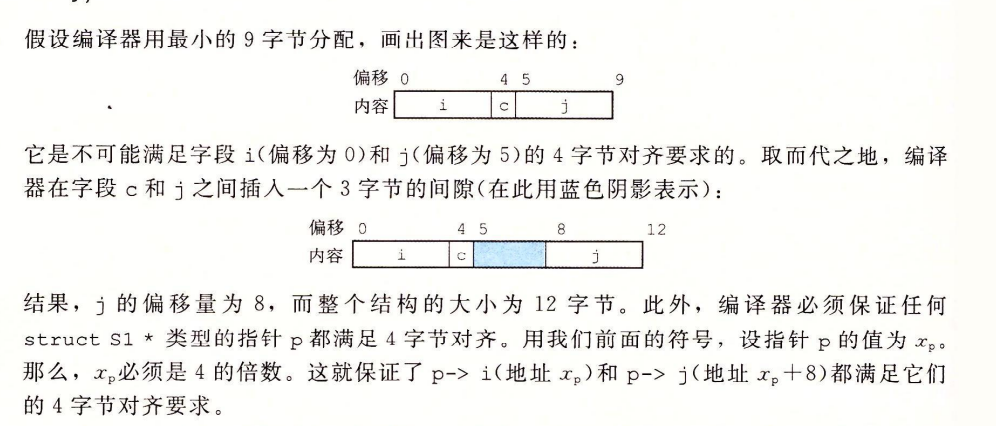 假设编译器用最小的 9 字节分配，画出图来是这样的：
偏移 0 4 5 9
内容 i c j
它是不可能满足字段 i(偏移为 0)和 j(偏移为 5)的 4 字节对齐要求的。取而代之地，编译
器在字段 c 和 j 之间插入一个 3 字节的间隙(在此用蓝色阴影表示)：
偏移 0 4 5 8 12
内容 i c j
结果，j 的偏移量为 8，而整个结构的大小为 12 字节。此外，编译器必须保证任何
struct S1 * 类型的指针 p 都满足 4 字节对齐。用我们前面的符号，设指针 p 的值为 xₚ。
那么，xₚ必须是 4 的倍数。这就保证了 p-> i(地址 xₚ)和 p-> j(地址 xₚ+8)都满足它们
的 4 字节对齐要求。